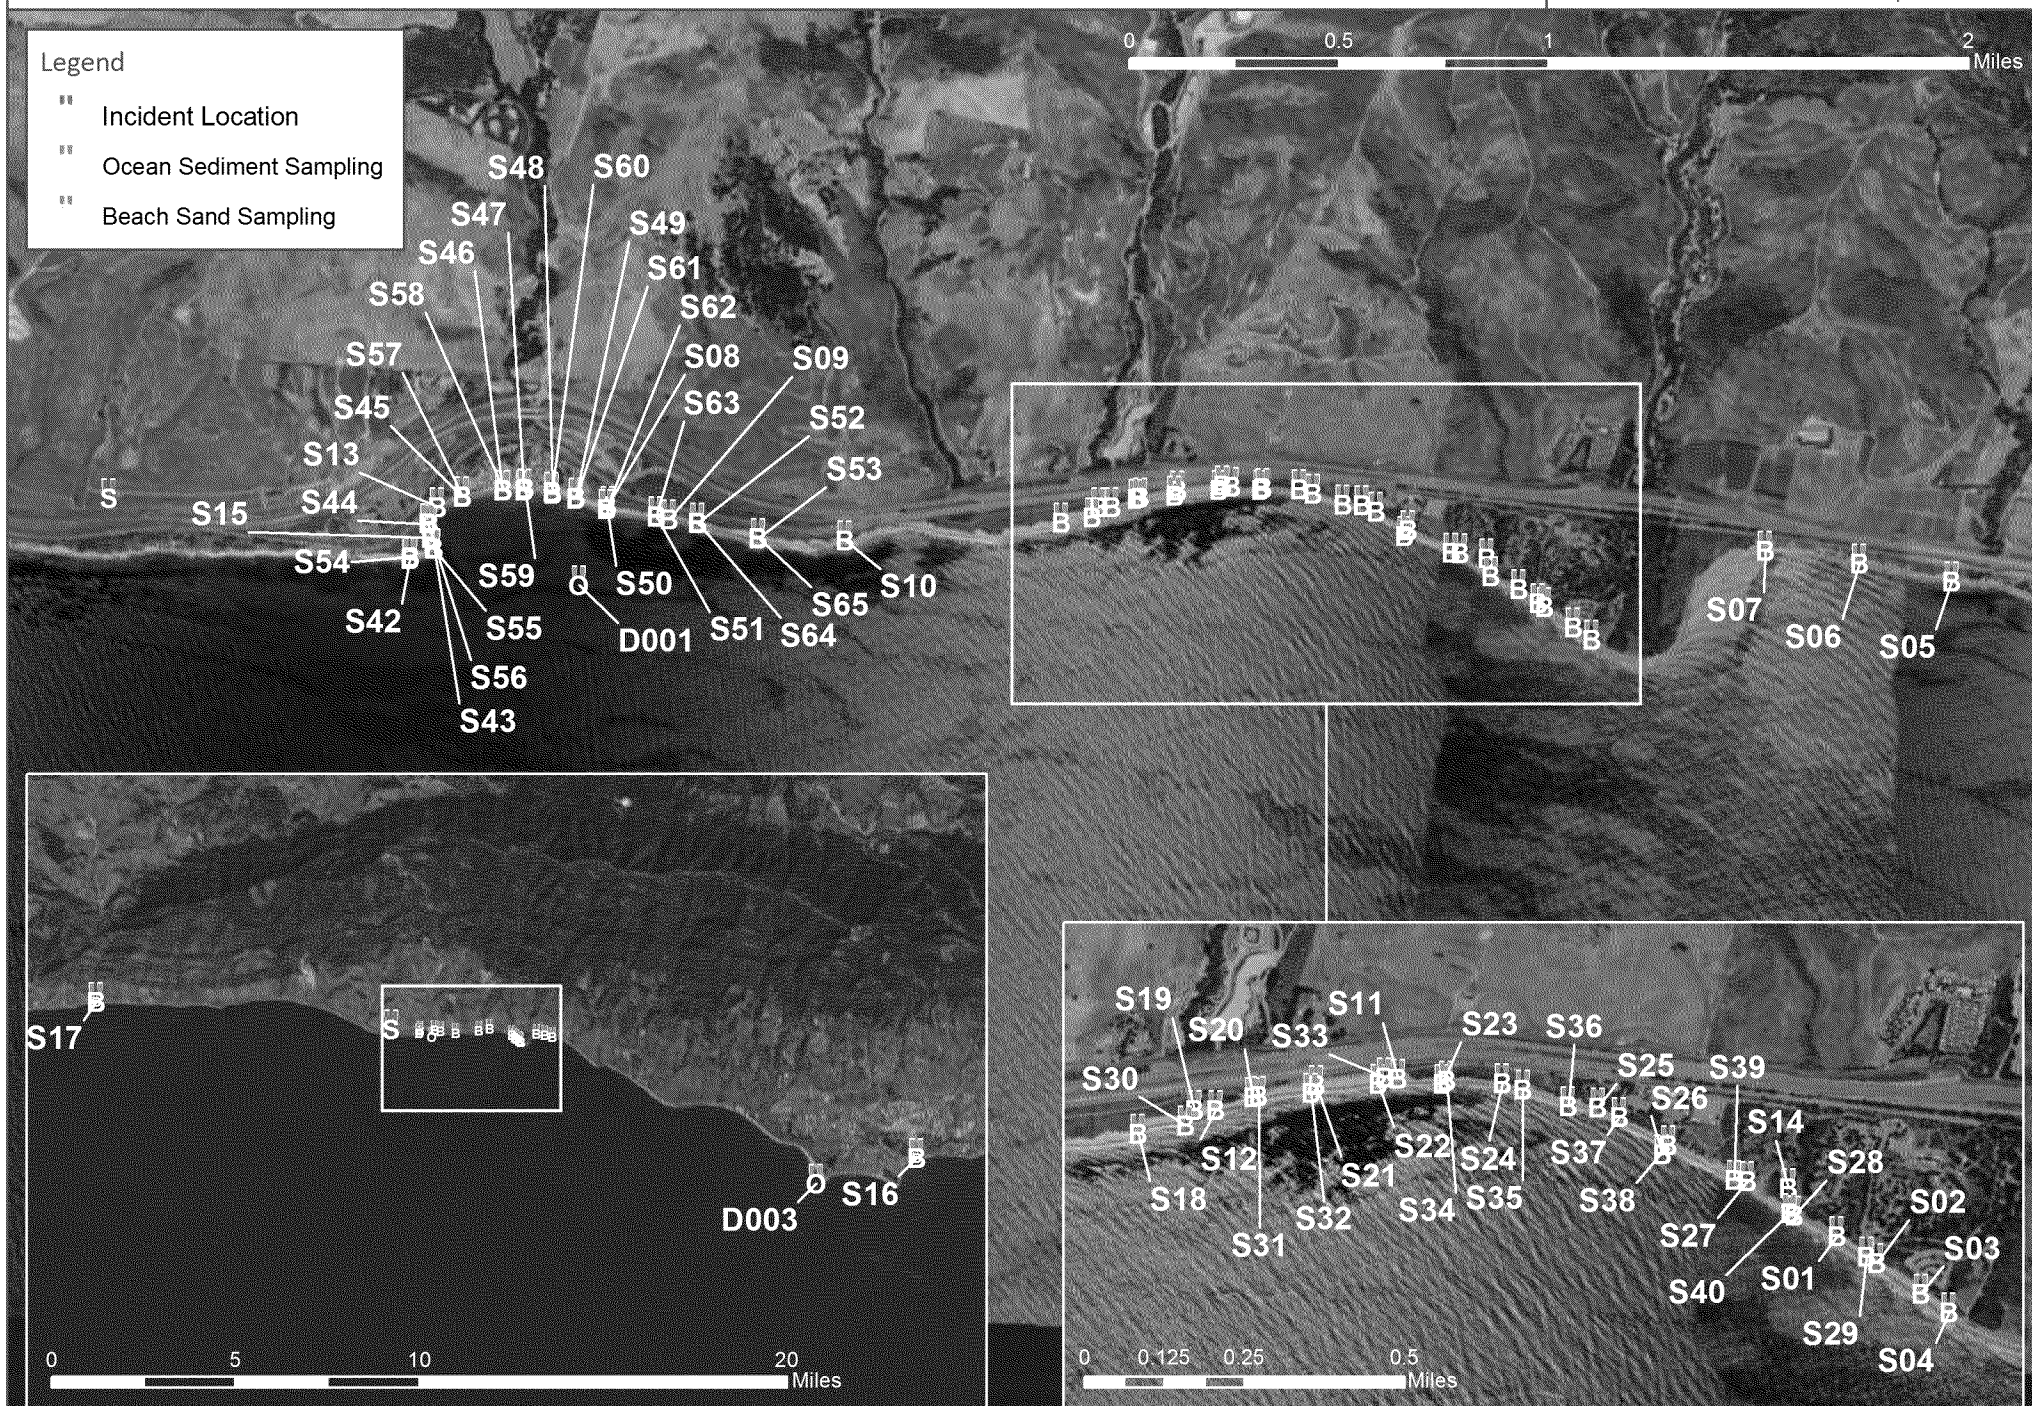 Legend
Incident Location
Ocean Sediment Sampling
Beach Sand Sampling
0 0.5 1 2 Miles
S48 S60
S47 S49
S46 S61
S58 S62
S57 S08 S09
S45 S63 S52
S13 S53
S15 S44
S54 S59 S50 S10
S42 S55 D001 S51 S64 S65
S56
S43
S
O
B
S07 S06 S05
S17
S
O
D003 S16
0 5 10 20 Miles
S19 S11 S23 S36
S20 S33 S25 S39
S30 S26 S14
S12 S22 S24 S37 S28
S18 S21 S35 S38 S02
S32 S34 S27 S03
S31 S40 S01
S29
S04
0 0.125 0.25 0.5 Miles